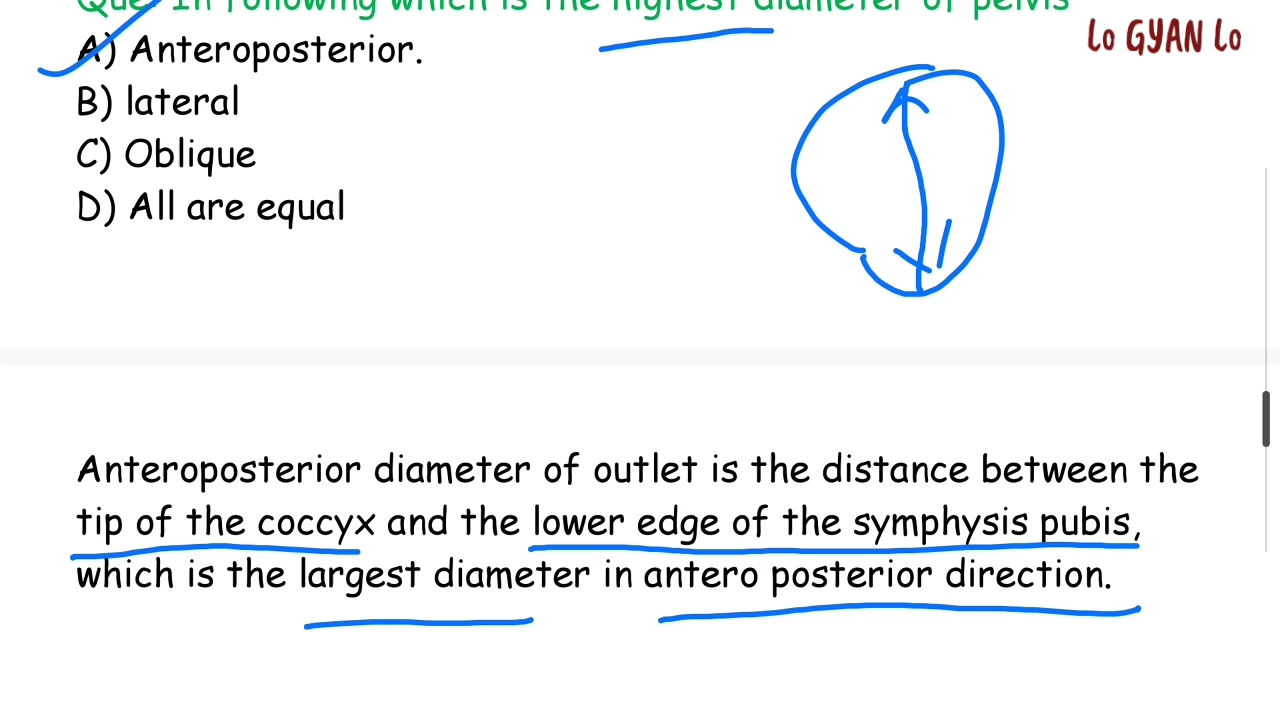 Que. In following which is the highest diameter of pelvis
Lo GYAN Lo
A) Anteroposterior.
B) lateral
C) Oblique
D) All are equal
Anteroposterior diameter of outlet is the distance between the
tip of the coccyx and the lower edge of the symphysis pubis,
which is the largest diameter in antero posterior direction.